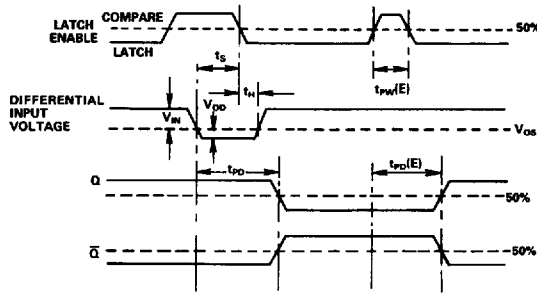 LATCH ENABLE
COMPARE
LATCH
50%
tS
tH
tPW(E)
DIFFERENTIAL INPUT VOLTAGE
VIN
VOD
VOS
tPD
tPD(E)
Q
50%
Q̅
50%